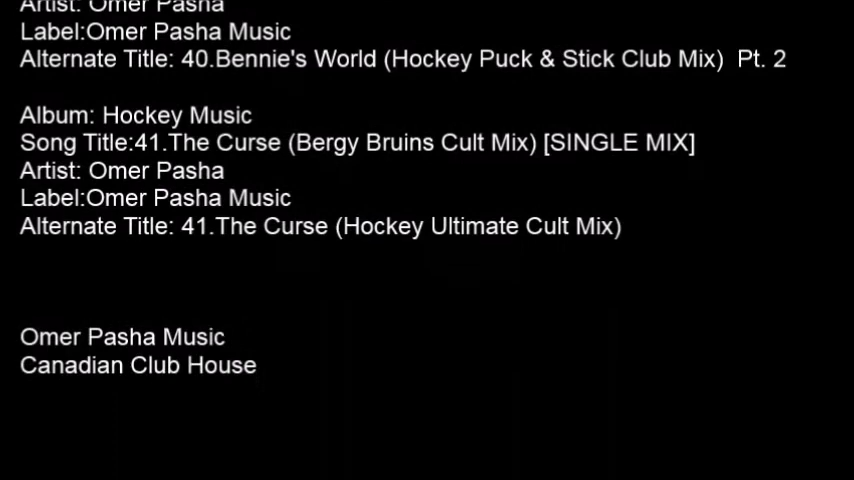 Artist: Omer Pasha
Label:Omer Pasha Music
Alternate Title: 40.Bennie's World (Hockey Puck & Stick Club Mix)  Pt. 2
Album: Hockey Music
Song Title:41.The Curse (Bergy Bruins Cult Mix) [SINGLE MIX]
Artist: Omer Pasha
Label:Omer Pasha Music
Alternate Title: 41.The Curse (Hockey Ultimate Cult Mix)
Omer Pasha Music
Canadian Club House